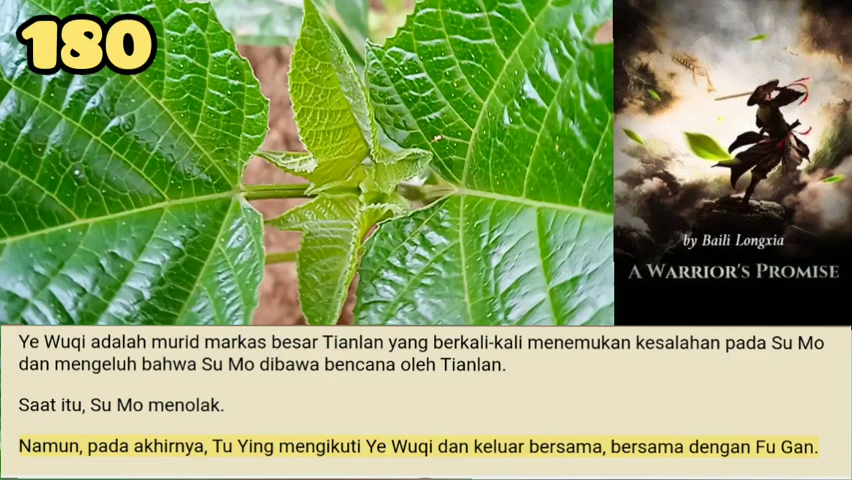 180
by Baili Longxia
A WARRIOR'S PROMISE
Ye Wuqi adalah murid markas besar Tianlan yang berkali-kali menemukan kesalahan pada Su Mo
dan mengeluh bahwa Su Mo dibawa bencana oleh Tianlan.
Saat itu, Su Mo menolak.
Namun, pada akhirnya, Tu Ying mengikuti Ye Wuqi dan keluar bersama, bersama dengan Fu Gan.